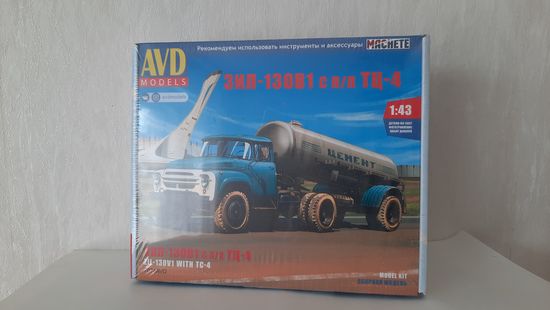 Рекомендуем использовать инструменты и аксессуары MACHETE
AVD
MODELS
ЗИЛ-130В1 с п/п ТЦ-4
1:43
ЦЕМЕНТ
ЗИЛ-130В1 с п/п ТЦ-4
ZIL-130V1 WITH TC-4
MODEL KIT
СБОРНАЯ МОДЕЛЬ